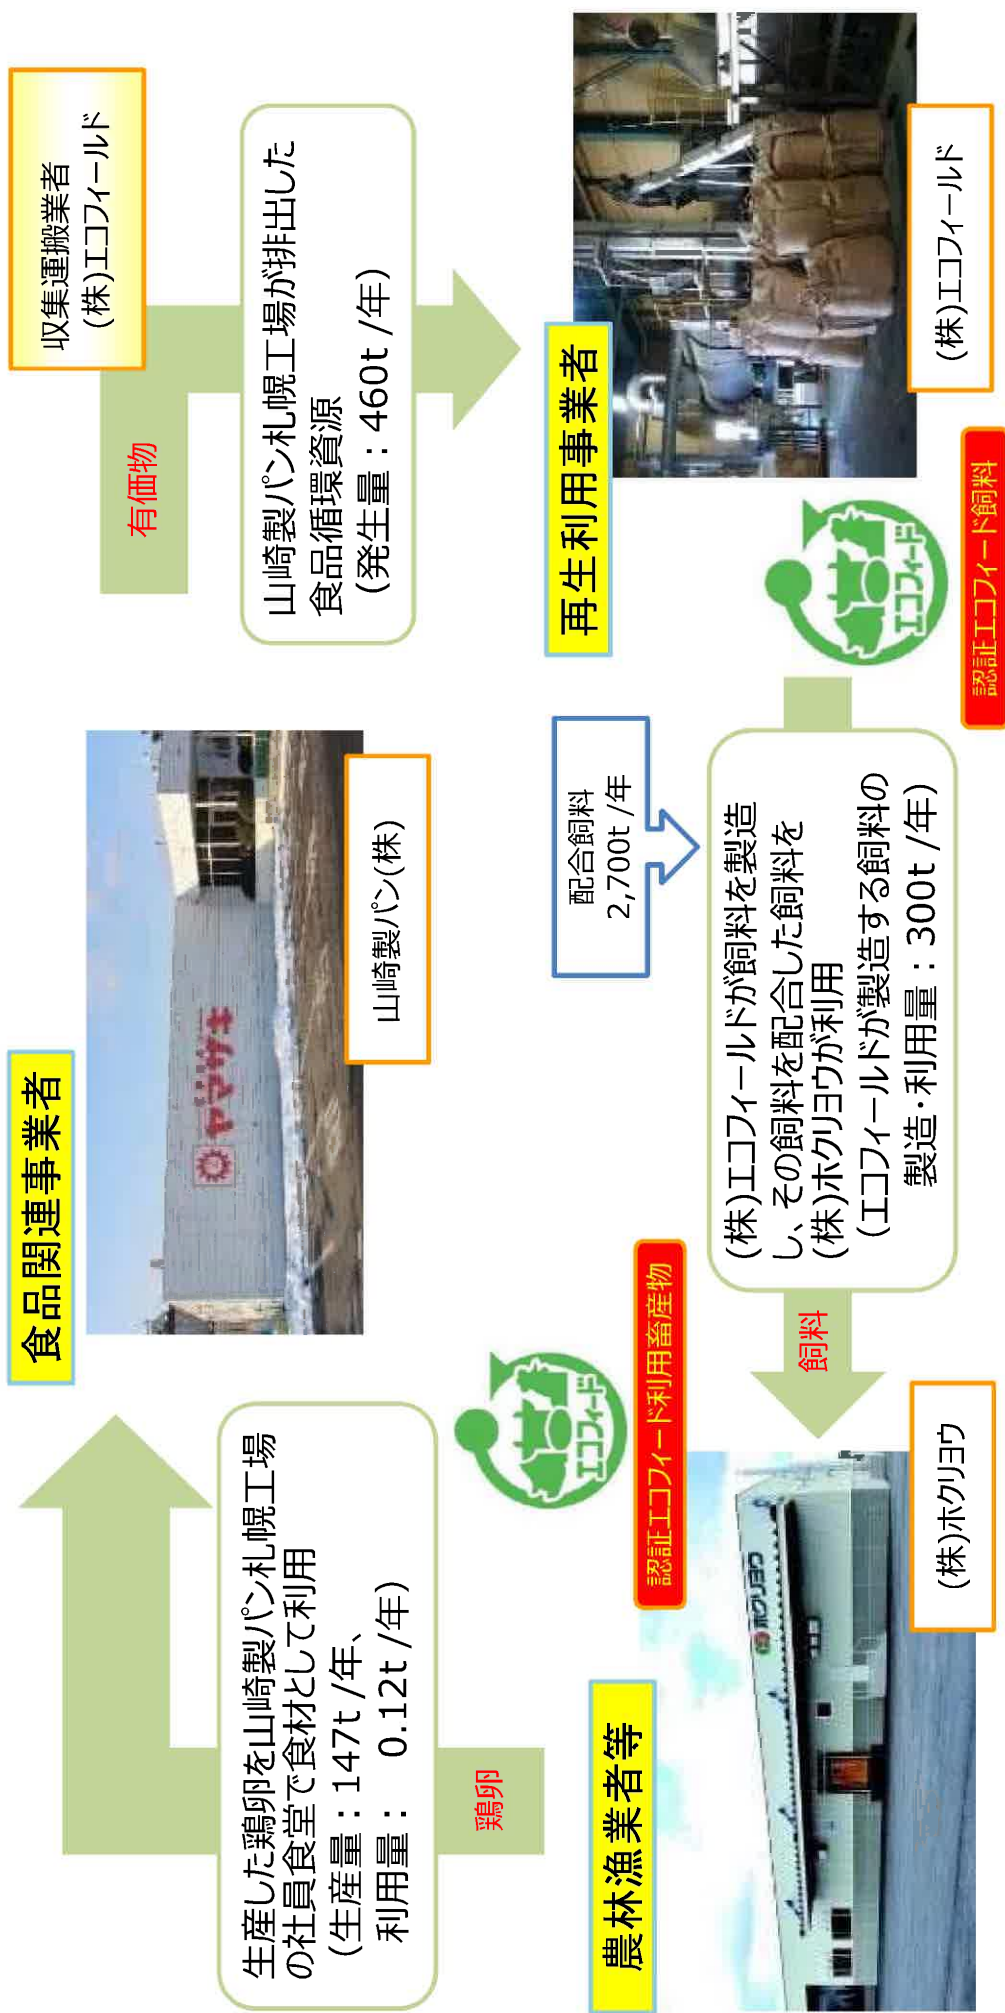 食品関連事業者
やまざき
山崎製パン(株)
収集運搬業者
(株)エコフィールド
有価物
山崎製パン札幌工場が排出した
食品循環資源
(発生量：460t /年)
再生利用事業者
(株)エコフィールド
エコフィード
認証エコフィード飼料
配合飼料
2,700t /年
(株)エコフィールドが飼料を製造
し、その飼料を配合した飼料を
(株)ホクリヨウが利用
(エコフィールドが製造する飼料の
製造・利用量：300t /年)
飼料
農林漁業者等
ホクリヨウ
(株)ホクリヨウ
エコフィード
認証エコフィード利用畜産物
鶏卵
生産した鶏卵を山崎製パン札幌工場
の社員食堂で食材として利用
(生産量：147t /年、
利用量： 0.12t /年)